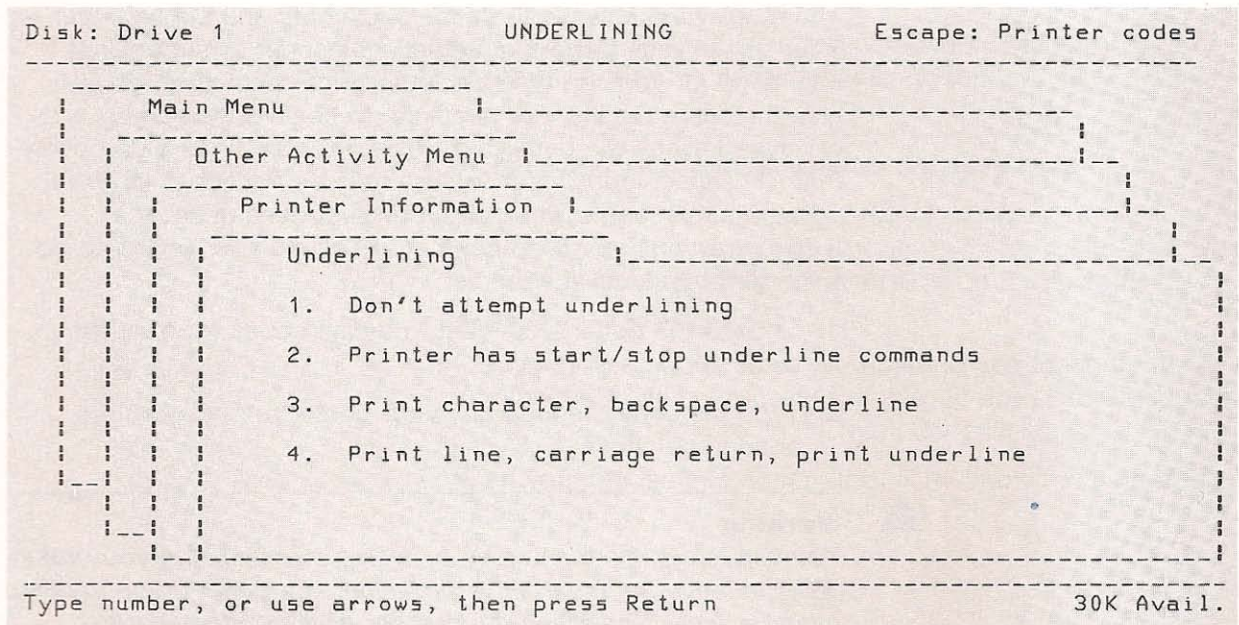 Disk: Drive 1 UNDERLINING Escape: Printer codes
Main Menu
Other Activity Menu
Printer Information
Underlining
1. Don't attempt underlining
2. Printer has start/stop underline commands
3. Print character, backspace, underline
4. Print line, carriage return, print underline
Type number, or use arrows, then press Return 30K Avail.